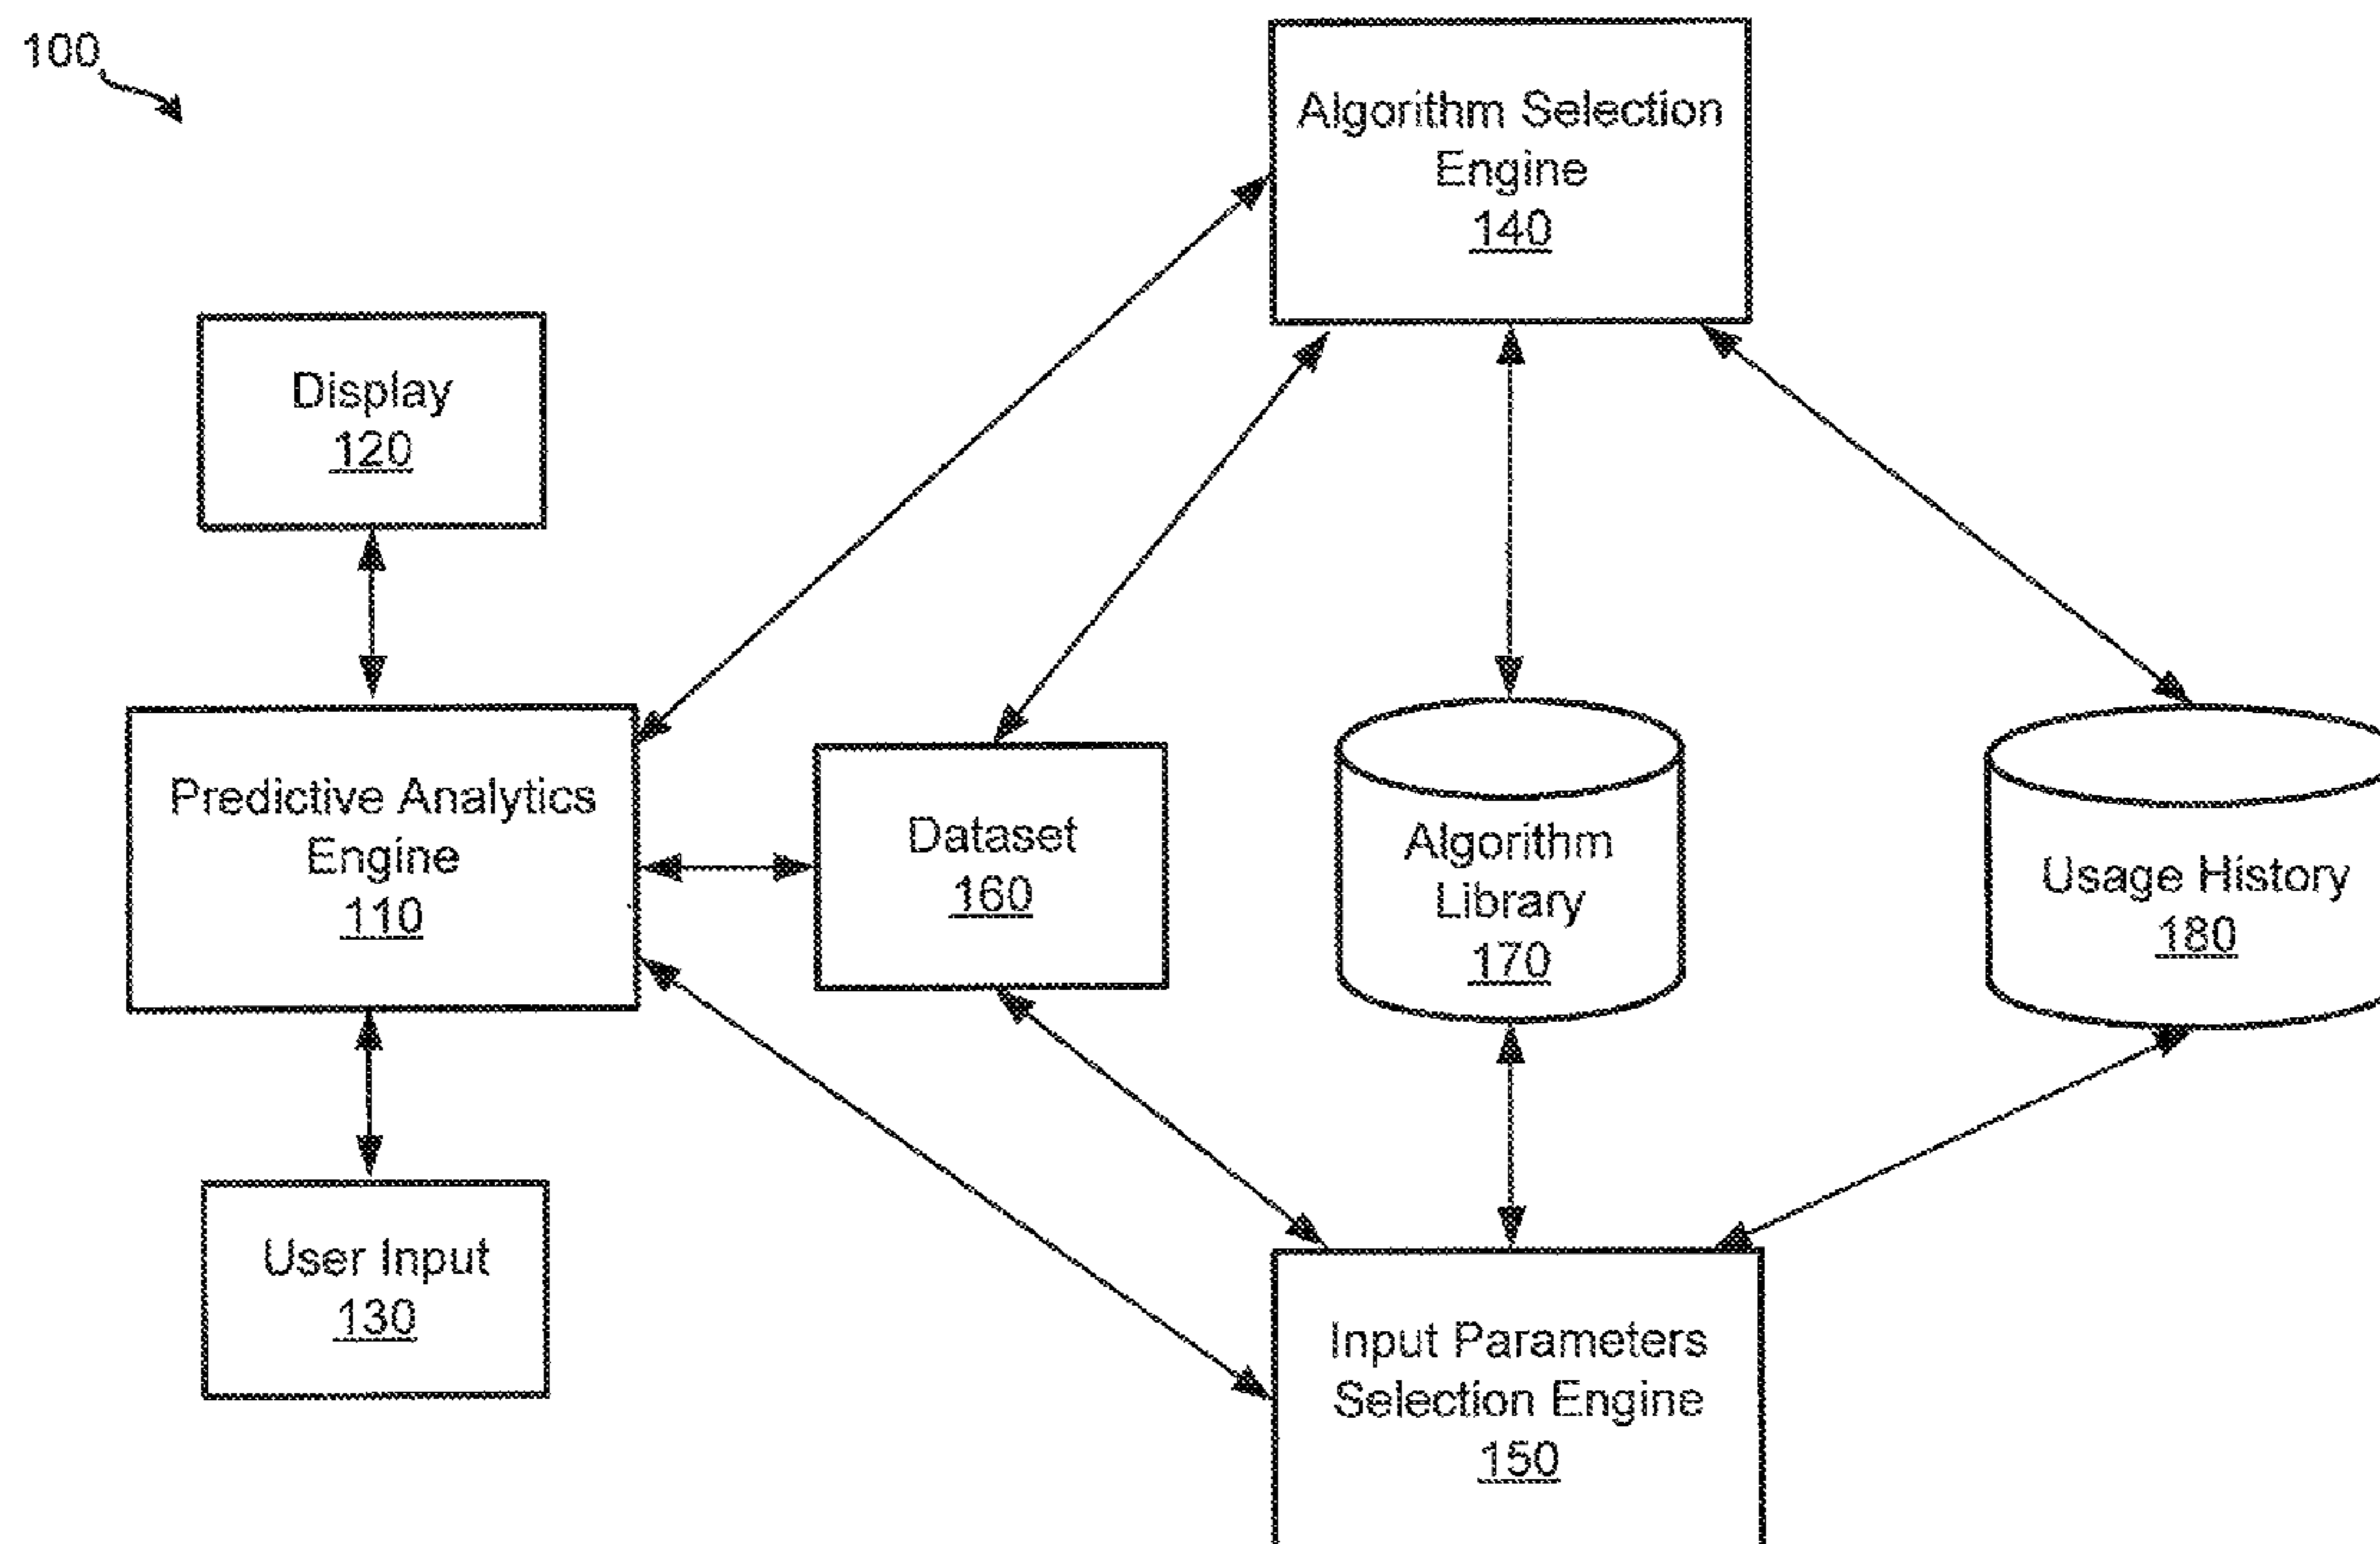 100
Algorithm Selection
Engine
140
Display
120
Predictive Analytics
Engine
110
Dataset
160
Algorithm
Library
170
Usage History
180
User Input
130
Input Parameters
Selection Engine
150